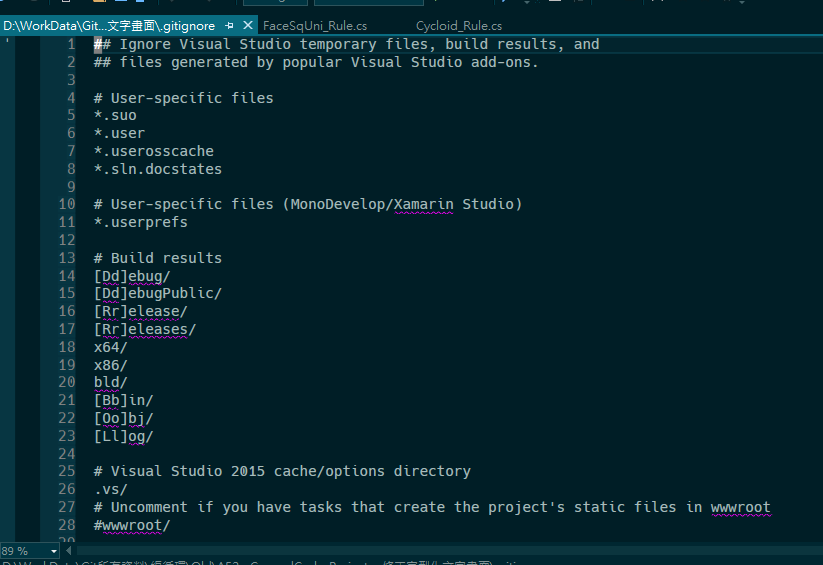 D:\WorkData\Git...文字畫面\.gitignore FaceSqUni_Rule.cs Cycloid_Rule.cs
1 ## Ignore Visual Studio temporary files, build results, and
2 ## files generated by popular Visual Studio add-ons.
3
4 # User-specific files
5 *.suo
6 *.user
7 *.userosscache
8 *.sln.docstates
9
10 # User-specific files (MonoDevelop/Xamarin Studio)
11 *.userprefs
12
13 # Build results
14 [Dd]ebug/
15 [Dd]ebugPublic/
16 [Rr]elease/
17 [Rr]eleases/
18 x64/
19 x86/
20 bld/
21 [Bb]in/
22 [Oo]bj/
23 [Ll]og/
24
25 # Visual Studio 2015 cache/options directory
26 .vs/
27 # Uncomment if you have tasks that create the project's static files in wwwroot
28 #wwwroot/
29
89 %